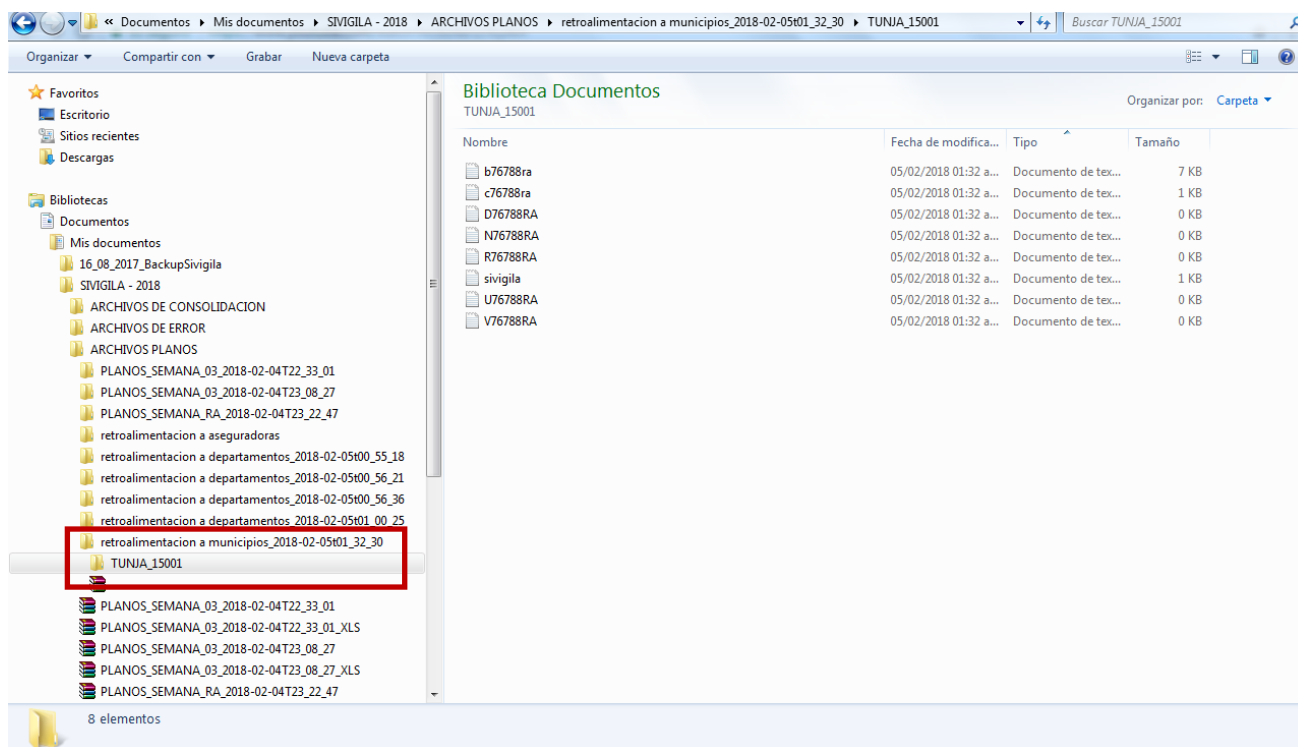 « Documentos ▸ Mis documentos ▸ SIVIGILA - 2018 ▸ ARCHIVOS PLANOS ▸ retroalimentacion a municipios_2018-02-05t01_32_30 ▸ TUNJA_15001 Buscar TUNJA_15001
Organizar Compartir con Grabar Nueva carpeta
Favoritos
Escritorio
Sitios recientes
Descargas
Bibliotecas
Documentos
Mis documentos
16_08_2017_BackupSivigila
SIVIGILA - 2018
ARCHIVOS DE CONSOLIDACION
ARCHIVOS DE ERROR
ARCHIVOS PLANOS
PLANOS_SEMANA_03_2018-02-04T22_33_01
PLANOS_SEMANA_03_2018-02-04T23_08_27
PLANOS_SEMANA_RA_2018-02-04T23_22_47
retroalimentacion a aseguradoras
retroalimentacion a departamentos_2018-02-05t00_55_18
retroalimentacion a departamentos_2018-02-05t00_56_21
retroalimentacion a departamentos_2018-02-05t00_56_36
retroalimentacion a departamentos_2018-02-05t01_00_25
retroalimentacion a municipios_2018-02-05t01_32_30
TUNJA_15001
PLANOS_SEMANA_03_2018-02-04T22_33_01
PLANOS_SEMANA_03_2018-02-04T22_33_01_XLS
PLANOS_SEMANA_03_2018-02-04T23_08_27
PLANOS_SEMANA_03_2018-02-04T23_08_27_XLS
PLANOS_SEMANA_RA_2018-02-04T23_22_47
Biblioteca Documentos
TUNJA_15001
Organizar por: Carpeta
Nombre Fecha de modifica... Tipo Tamaño
b76788ra 05/02/2018 01:32 a... Documento de tex... 7 KB
c76788ra 05/02/2018 01:32 a... Documento de tex... 1 KB
D76788RA 05/02/2018 01:32 a... Documento de tex... 0 KB
N76788RA 05/02/2018 01:32 a... Documento de tex... 0 KB
R76788RA 05/02/2018 01:32 a... Documento de tex... 0 KB
sivigila 05/02/2018 01:32 a... Documento de tex... 1 KB
U76788RA 05/02/2018 01:32 a... Documento de tex... 0 KB
V76788RA 05/02/2018 01:32 a... Documento de tex... 0 KB
8 elementos